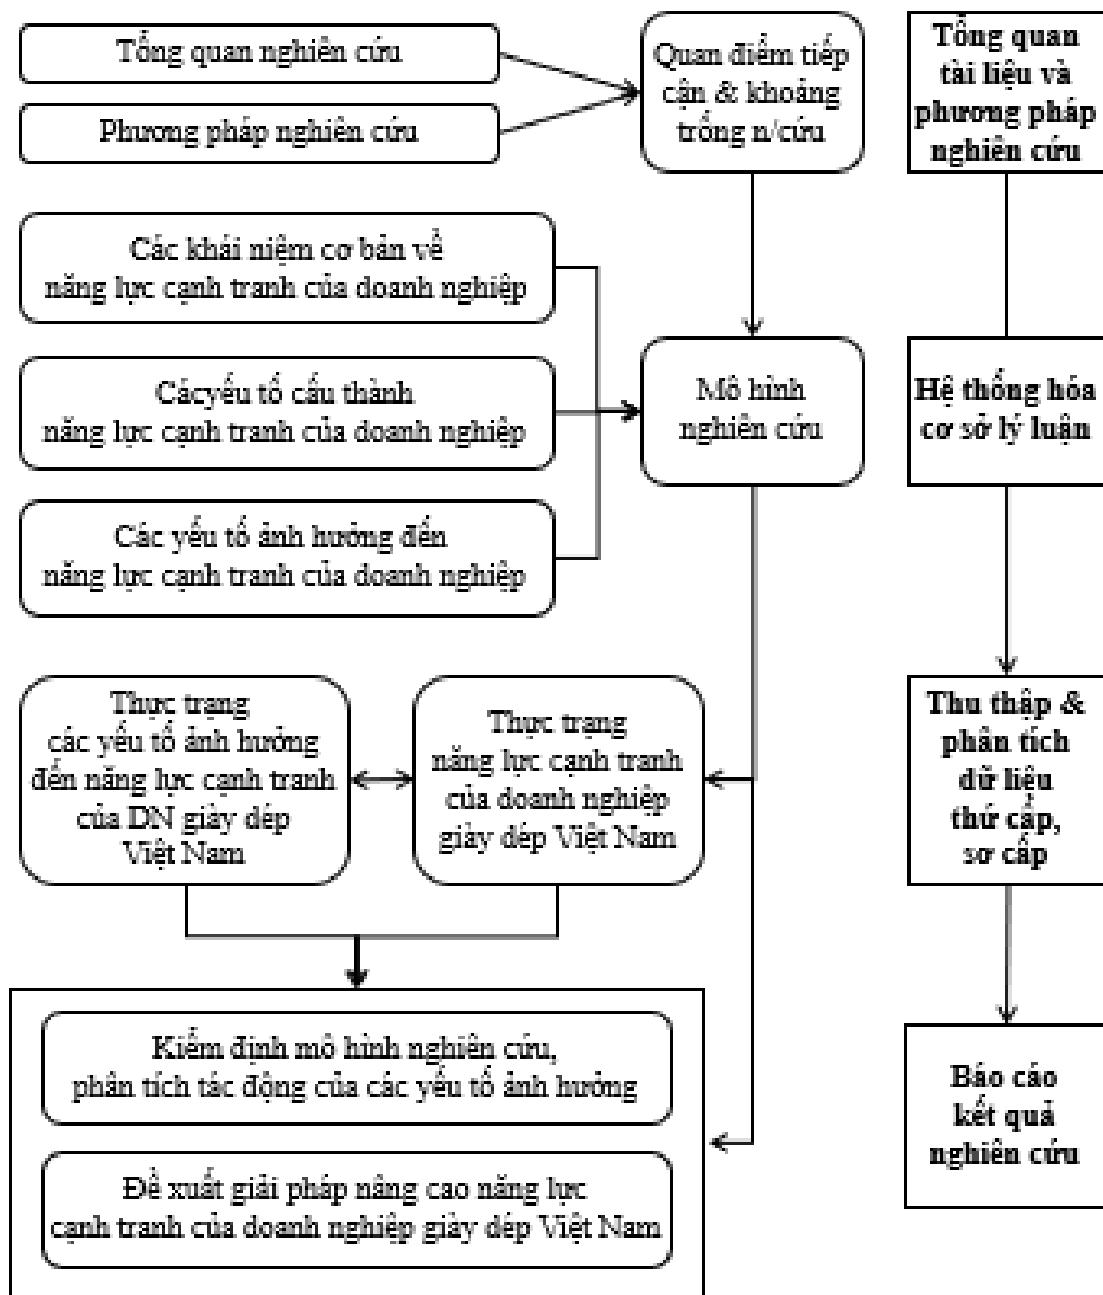 Tổng quan nghiên cứu
Phương pháp nghiên cứu
Quan điểm tiếp
cận & khoảng
trống n/cứu
Tổng quan
tài liệu và
phương pháp
nghiên cứu
Các khái niệm cơ bản về
năng lực cạnh tranh của doanh nghiệp
Cácyếu tố cấu thành
năng lực cạnh tranh của doanh nghiệp
Các yếu tố ảnh hưởng đến
năng lực cạnh tranh của doanh nghiệp
Mô hình
nghiên cứu
Hệ thống hóa
cơ sở lý luận
Thực trạng
các yếu tố ảnh hưởng
đến năng lực cạnh tranh
của DN giày dép
Việt Nam
Thực trạng
năng lực cạnh tranh
của doanh nghiệp
giày dép Việt Nam
Thu thập &
phân tích
dữ liệu
thứ cấp,
sơ cấp
Kiểm định mô hình nghiên cứu,
phân tích tác động của các yếu tố ảnh hưởng
Đề xuất giải pháp nâng cao năng lực
cạnh tranh của doanh nghiệp giày dép Việt Nam
Báo cáo
kết quả
nghiên cứu